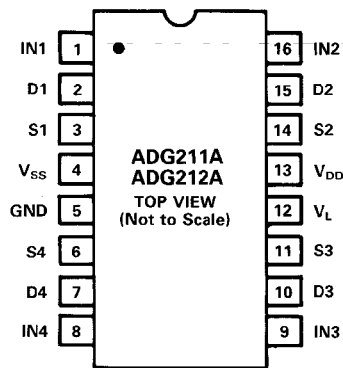 IN1 1 16 IN2
D1 2 15 D2
S1 3 14 S2
VSS 4 13 VDD
GND 5 12 VL
S4 6 11 S3
D4 7 10 D3
IN4 8 9 IN3
ADG211A
ADG212A
TOP VIEW
(Not to Scale)